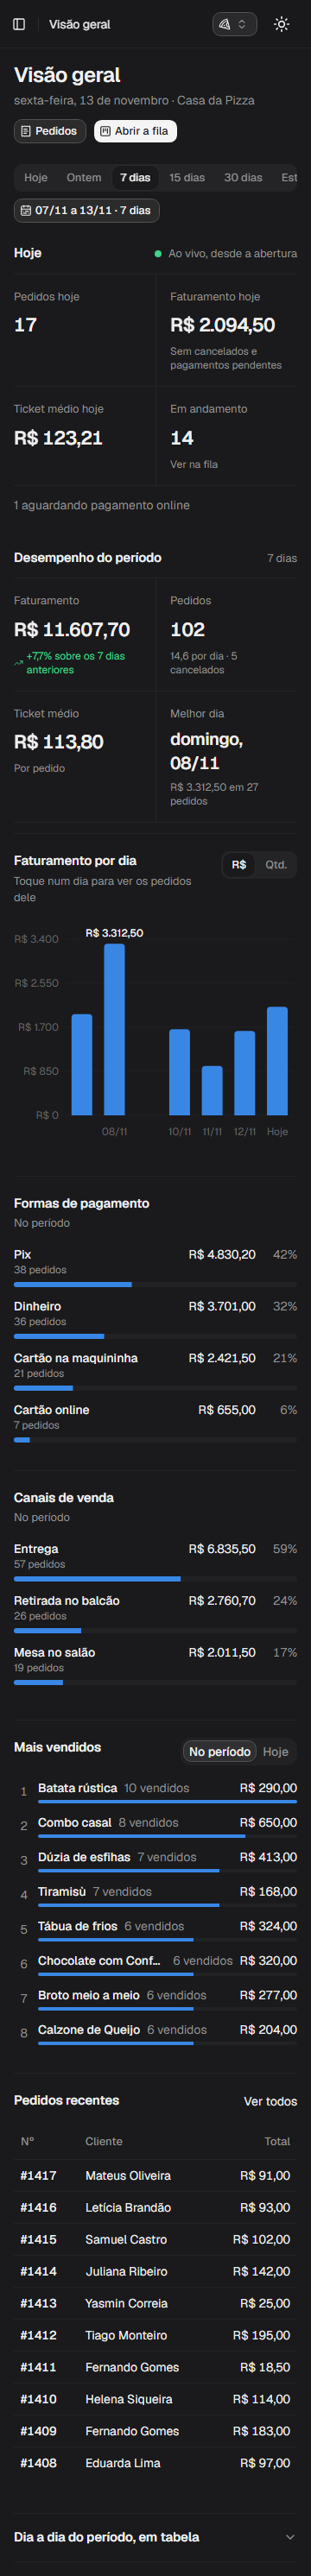 Visão geral
Visão geral
sexta-feira, 13 de novembro · Casa da Pizza
Pedidos
Abrir a fila
Hoje Ontem 7 dias 15 dias 30 dias Est
07/11 a 13/11 · 7 dias
Hoje
Ao vivo, desde a abertura
Pedidos hoje
17
Faturamento hoje
R$ 2.094,50
Sem cancelados e
pagamentos pendentes
Ticket médio hoje
R$ 123,21
Em andamento
14
Ver na fila
1 aguardando pagamento online
Desempenho do período
7 dias
Faturamento
R$ 11.607,70
+7,7% sobre os 7 dias
anteriores
Pedidos
102
14,6 por dia · 5
cancelados
Ticket médio
R$ 113,80
Por pedido
Melhor dia
domingo,
08/11
R$ 3.312,50 em 27
pedidos
Faturamento por dia
Toque num dia para ver os pedidos
dele
R$ Qtd.
R$ 3.312,50
R$ 3.400
R$ 2.550
R$ 1.700
R$ 850
R$ 0
08/11 10/11 11/11 12/11 Hoje
Formas de pagamento
No período
Pix R$ 4.830,20 42%
38 pedidos
Dinheiro R$ 3.701,00 32%
36 pedidos
Cartão na maquininha R$ 2.421,50 21%
21 pedidos
Cartão online R$ 655,00 6%
7 pedidos
Canais de venda
No período
Entrega R$ 6.835,50 59%
57 pedidos
Retirada no balcão R$ 2.760,70 24%
26 pedidos
Mesa no salão R$ 2.011,50 17%
19 pedidos
Mais vendidos
No período Hoje
1 Batata rústica 10 vendidos R$ 290,00
2 Combo casal 8 vendidos R$ 650,00
3 Dúzia de esfihas 7 vendidos R$ 413,00
4 Tiramisù 7 vendidos R$ 168,00
5 Tábua de frios 6 vendidos R$ 324,00
6 Chocolate com Conf... 6 vendidos R$ 320,00
7 Broto meio a meio 6 vendidos R$ 277,00
8 Calzone de Queijo 6 vendidos R$ 204,00
Pedidos recentes
Ver todos
Nº Cliente Total
#1417 Mateus Oliveira R$ 91,00
#1416 Letícia Brandão R$ 93,00
#1415 Samuel Castro R$ 102,00
#1414 Juliana Ribeiro R$ 142,00
#1413 Yasmin Correia R$ 25,00
#1412 Tiago Monteiro R$ 195,00
#1411 Fernando Gomes R$ 18,50
#1410 Helena Siqueira R$ 114,00
#1409 Fernando Gomes R$ 183,00
#1408 Eduarda Lima R$ 97,00
Dia a dia do período, em tabela